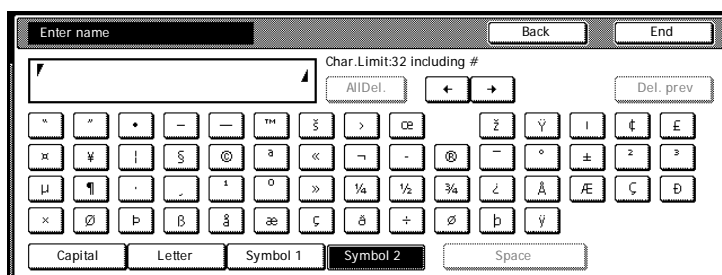 Enter name Back End
Char.Limit:32 including #
AllDel. ← → Del. prev
“ ” • – — ™ š › œ ž Ÿ ı ¢ £
¤ ¥ ¦ § © ª « ¬ - ® ¯ ° ± ² ³
µ ¶ · ¸ ¹ º » ¼ ½ ¾ ¿ Å Æ Ç Ð
× Ø Þ ß å æ ç ð ÷ ø þ ÿ
Capital Letter Symbol 1 Symbol 2 Space